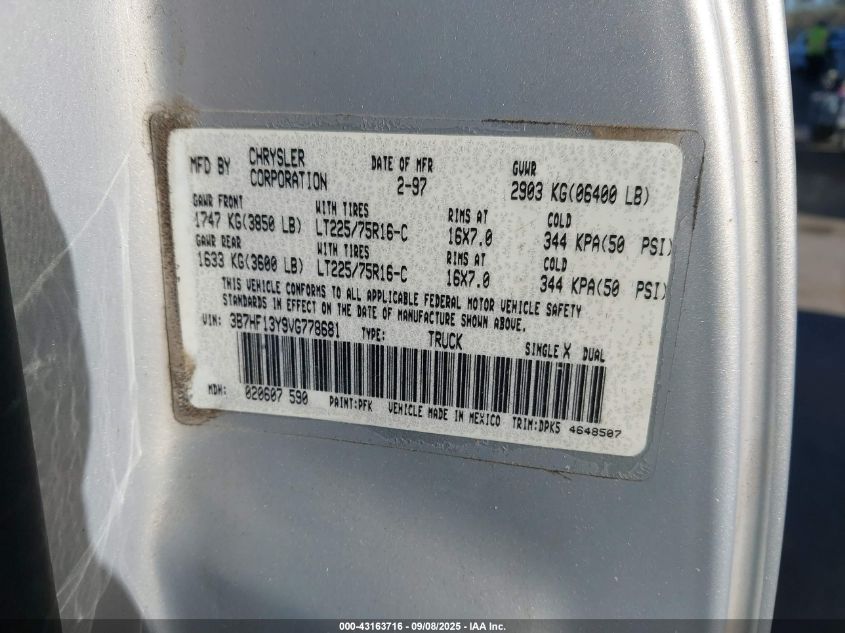 MFD BY CHRYSLER CORPORATION DATE OF MFR 2-97 GVWR 2903 KG(06400 LB)
GAWR FRONT WITH TIRES RIMS AT COLD
1747 KG(3850 LB) LT225/75R16-C 16X7.0 344 KPA(50 PSI)
GAWR REAR WITH TIRES RIMS AT COLD
1633 KG(3600 LB) LT225/75R16-C 16X7.0 344 KPA(50 PSI)
THIS VEHICLE CONFORMS TO ALL APPLICABLE FEDERAL MOTOR VEHICLE SAFETY
STANDARDS IN EFFECT ON THE DATE OF MANUFACTURE SHOWN ABOVE.
VIN: 3B7HF13Y9VG778681 TYPE: TRUCK SINGLE X DUAL
MDH: 020607 590 PAINT:PFK VEHICLE MADE IN MEXICO TRIM:DPK5 4648507
000-43163716 - 09/08/2025 - IAA Inc.